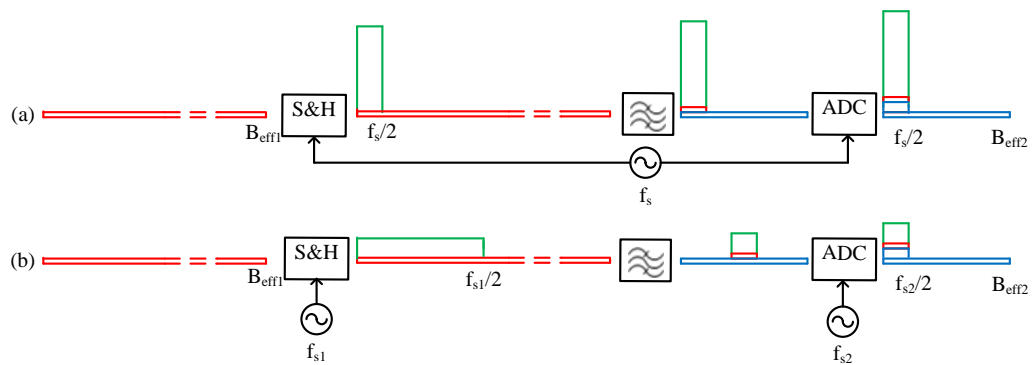 (a)
B_eff1
S&H
f_s/2
ADC
f_s/2
B_eff2
f_s
(b)
B_eff1
S&H
f_s1/2
ADC
f_s2/2
B_eff2
f_s1
f_s2